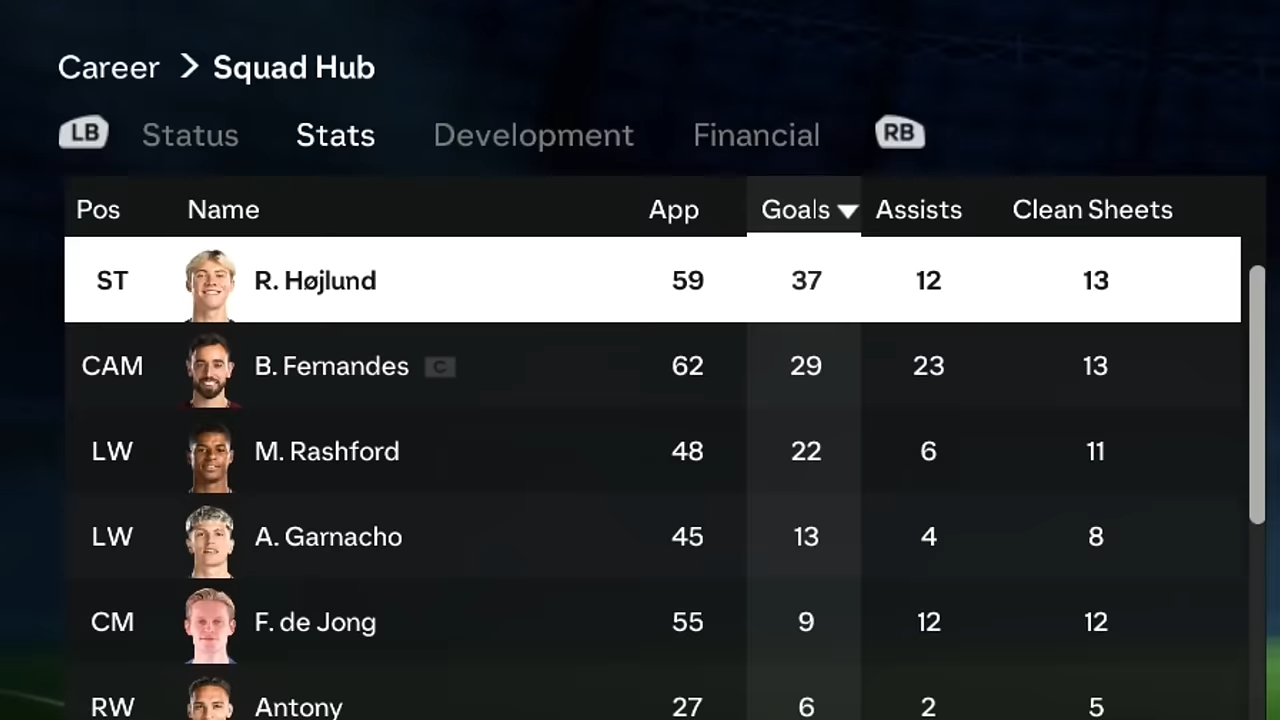 Career > Squad Hub
LB Status Stats Development Financial RB
Pos Name App Goals ▼ Assists Clean Sheets
ST R. Højlund 59 37 12 13
CAM B. Fernandes C 62 29 23 13
LW M. Rashford 48 22 6 11
LW A. Garnacho 45 13 4 8
CM F. de Jong 55 9 12 12
RW Antony 27 6 2 5